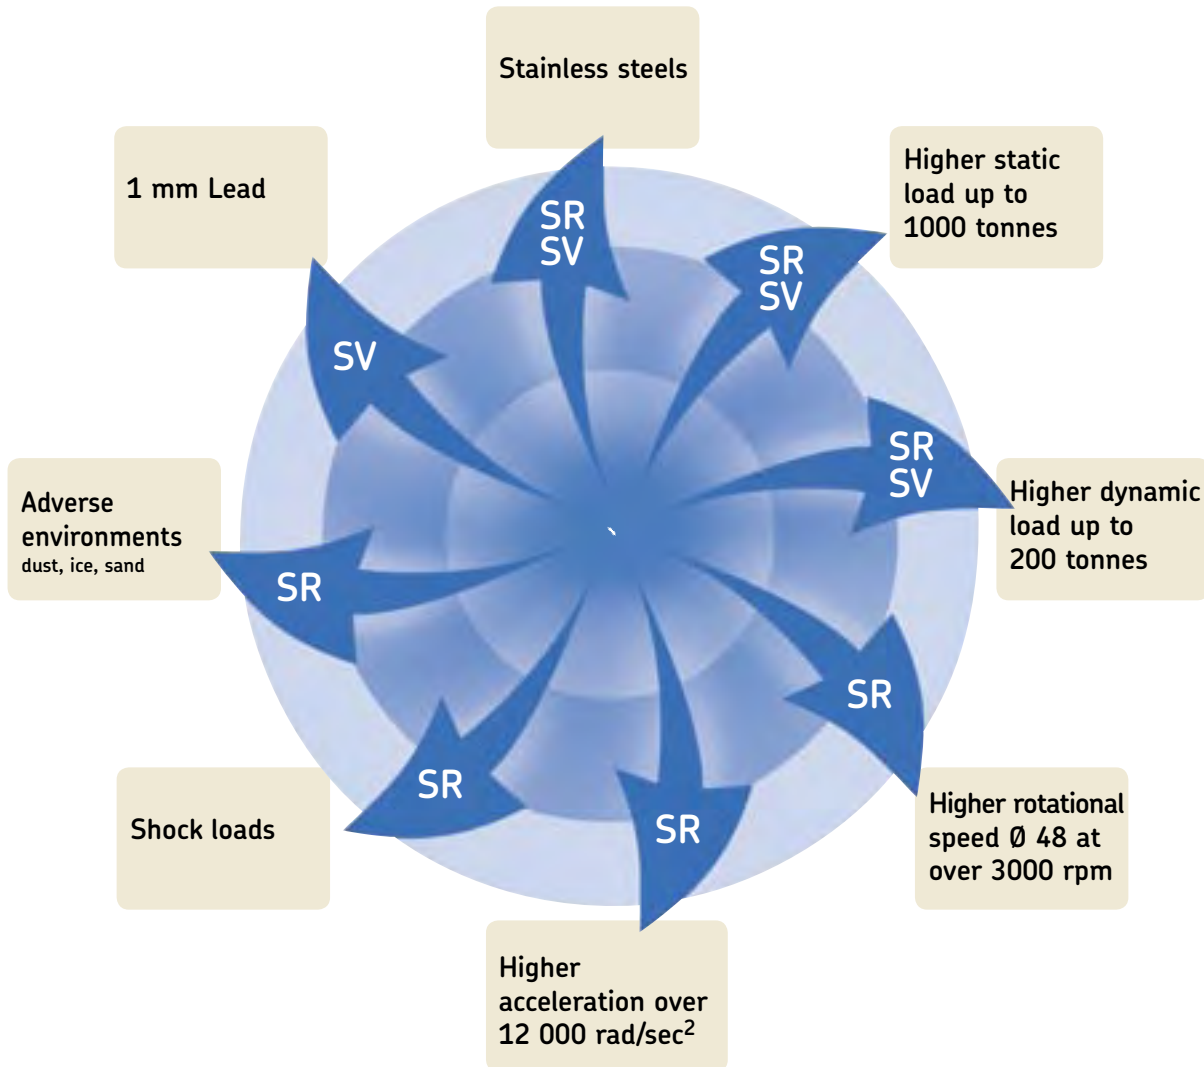 Stainless steels
SR
SV
Higher static
load up to
1000 tonnes
SR
SV
Higher dynamic
load up to
200 tonnes
SR
SV
Higher rotational
speed Ø 48 at
over 3000 rpm
SR
Higher
acceleration over
12 000 rad/sec²
SR
Shock loads
SR
Adverse
environments
dust, ice, sand
SR
1 mm Lead
SV